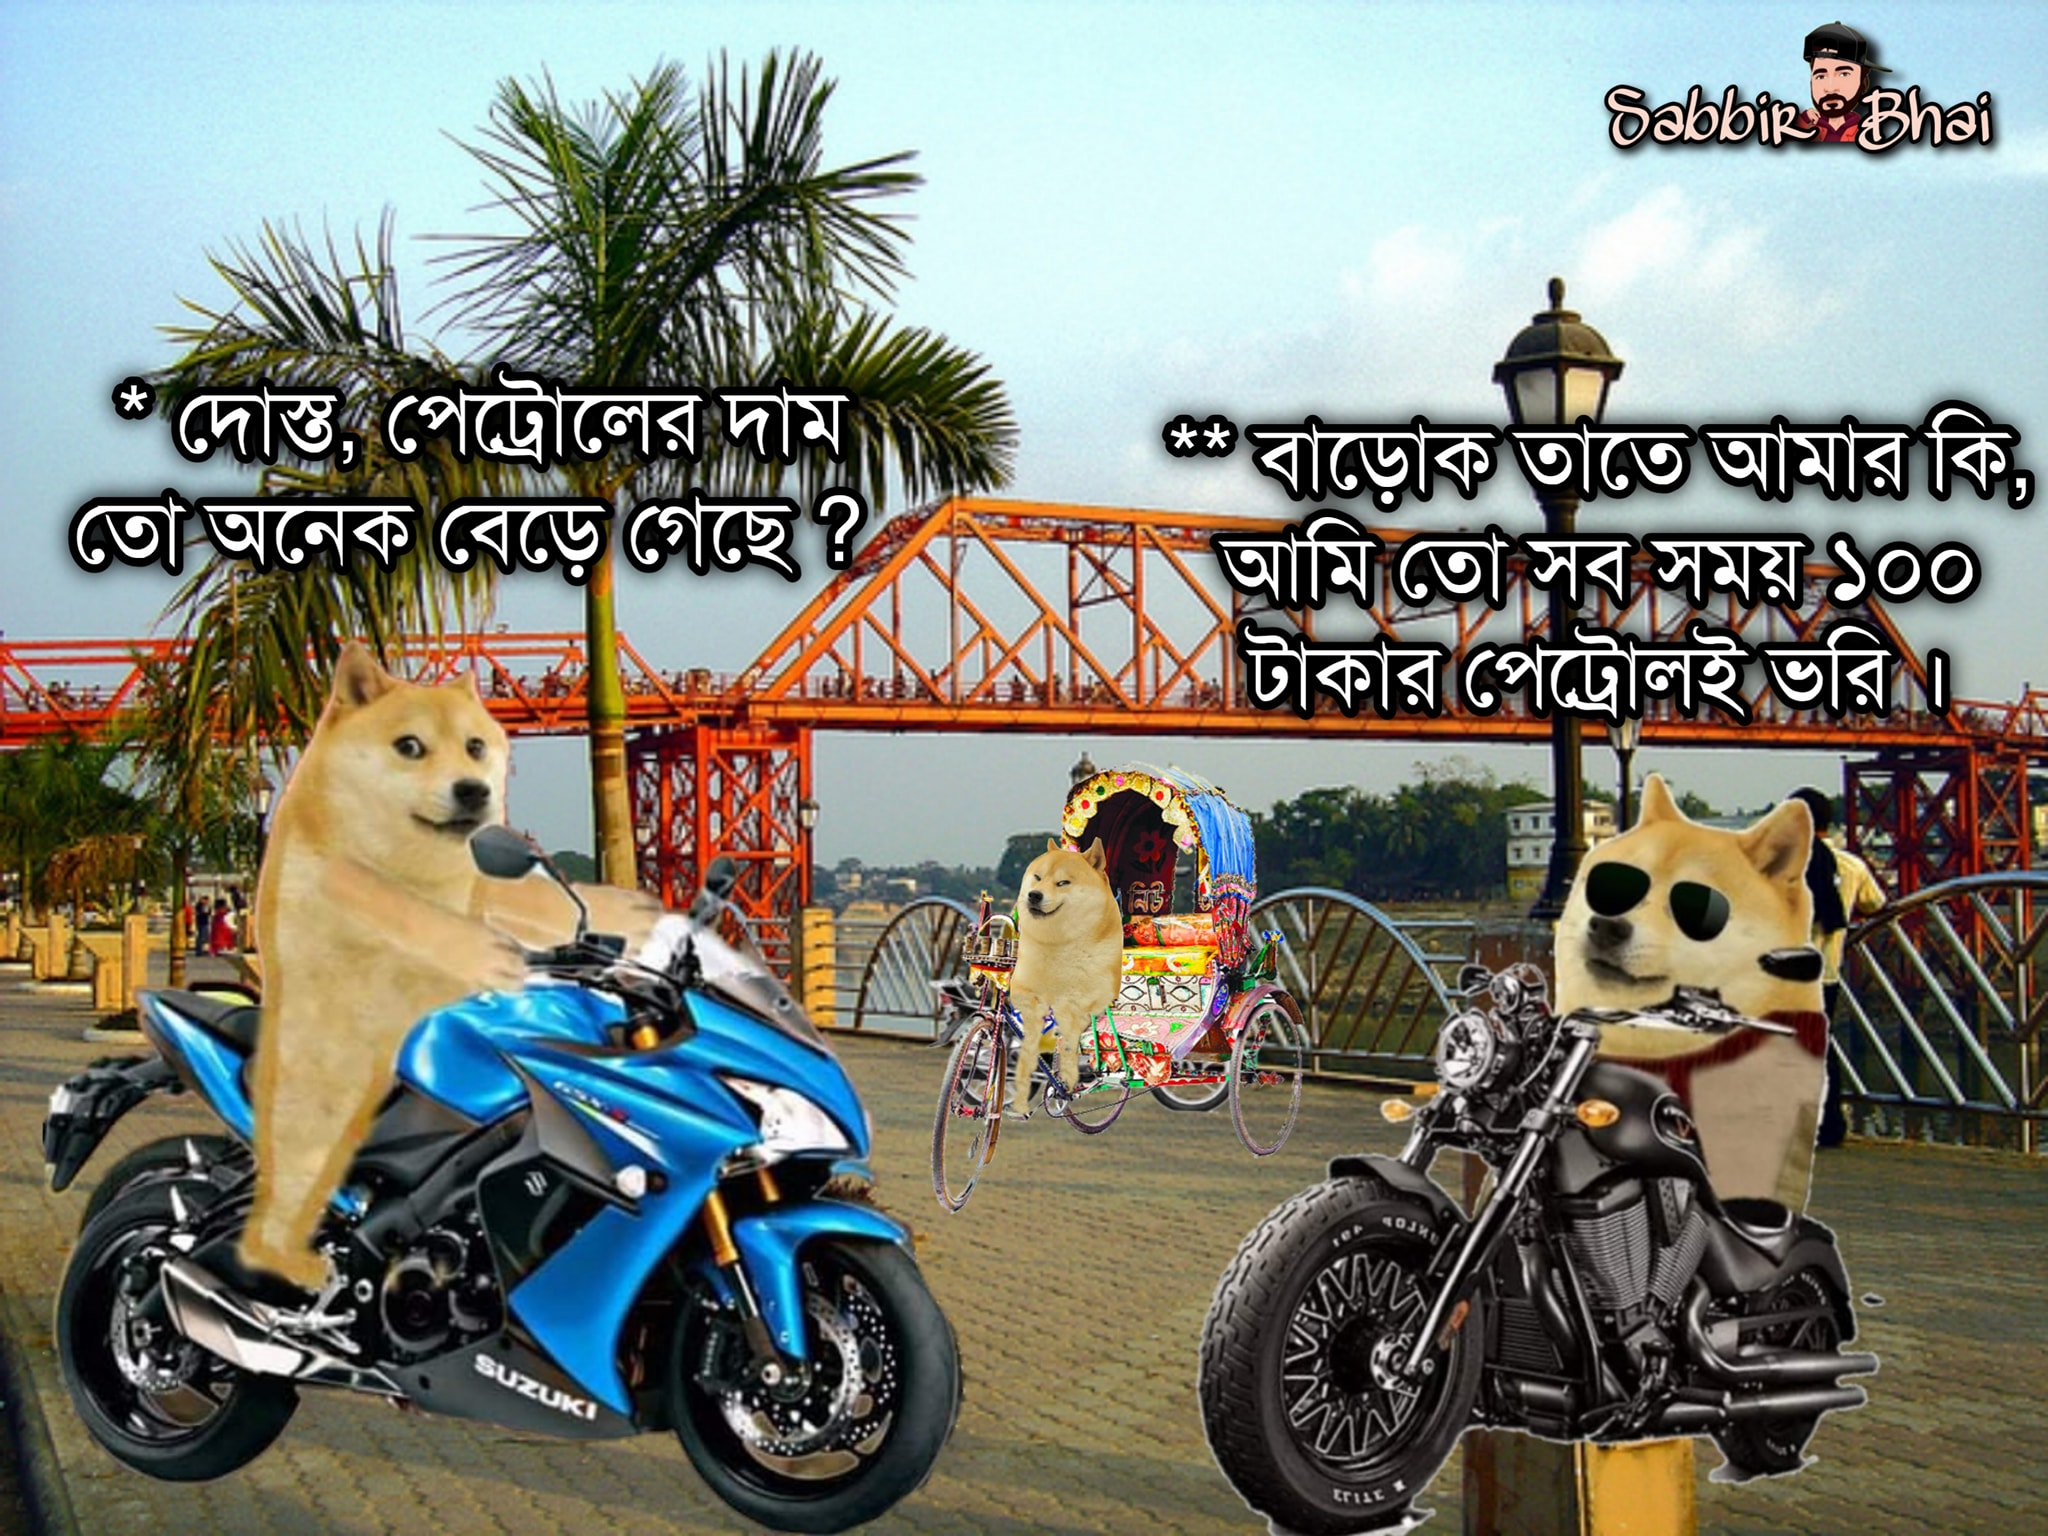 Sabbir Bhai
* দোস্ত, পেট্রোলের দাম
তো অনেক বেড়ে গেছে ?
** বাড়োক তাতে আমার কি,
আমি তো সব সময় ১০০
টাকার পেট্রোলই ভরি ।
নিউ
SUZUKI